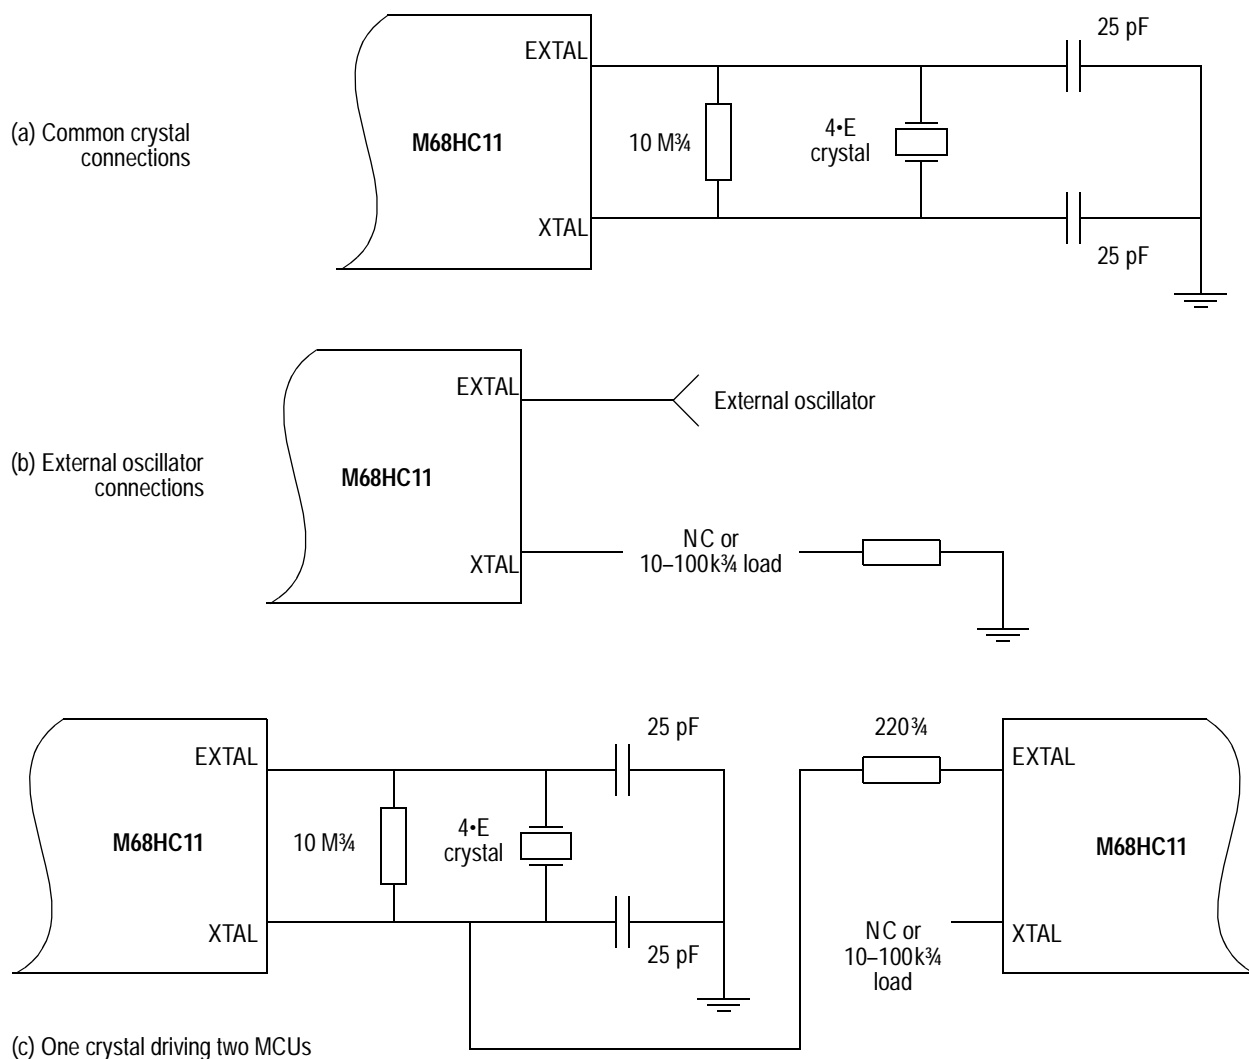 25 pF
EXTAL
(a) Common crystal
connections
M68HC11
10 M¾
4•E
crystal
XTAL
25 pF
EXTAL
External oscillator
(b) External oscillator
connections
M68HC11
NC or
10–100k¾ load
XTAL
25 pF
220¾
EXTAL
EXTAL
M68HC11
10 M¾
4•E
crystal
M68HC11
XTAL
25 pF
NC or
10–100k¾
load
XTAL
(c) One crystal driving two MCUs